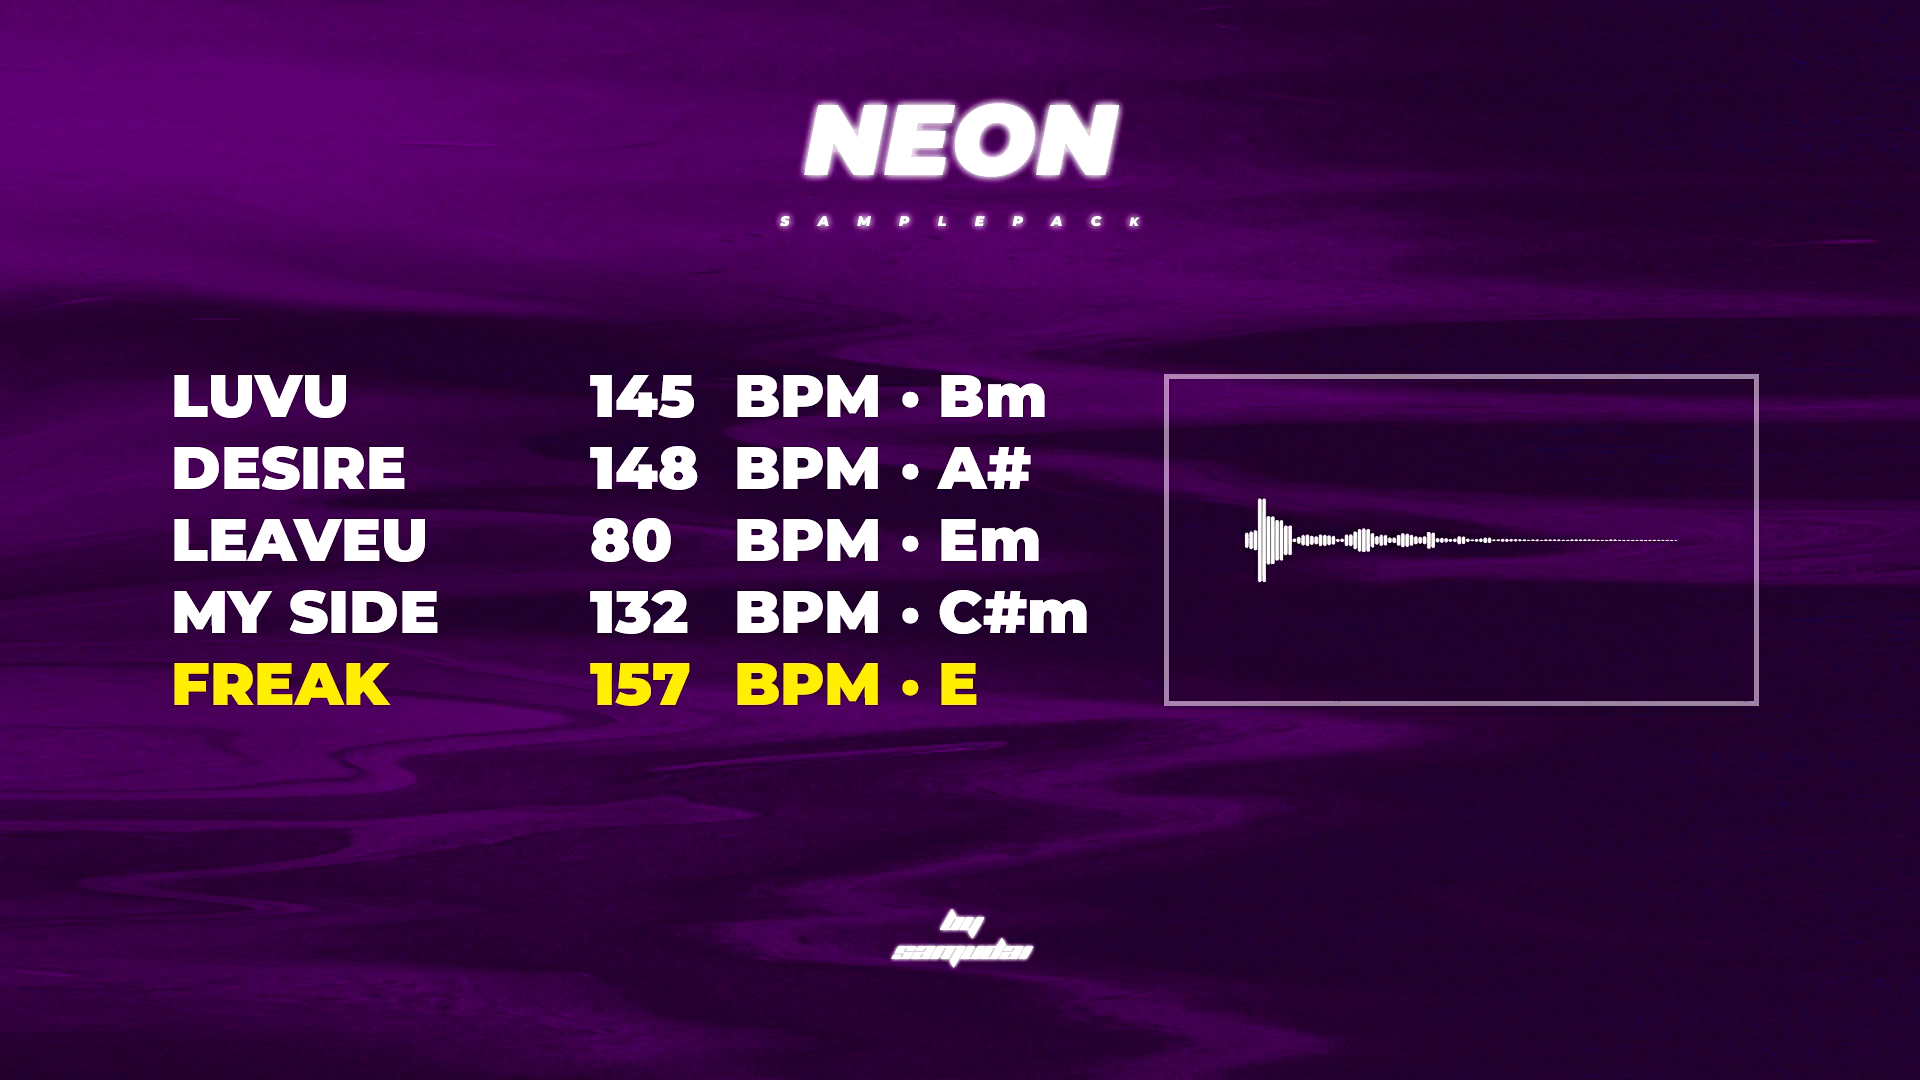 NEON
SAMPLEPACK
LUVU 145 BPM • Bm
DESIRE 148 BPM • A#
LEAVEU 80 BPM • Em
MY SIDE 132 BPM • C#m
FREAK 157 BPM • E
by
samudai